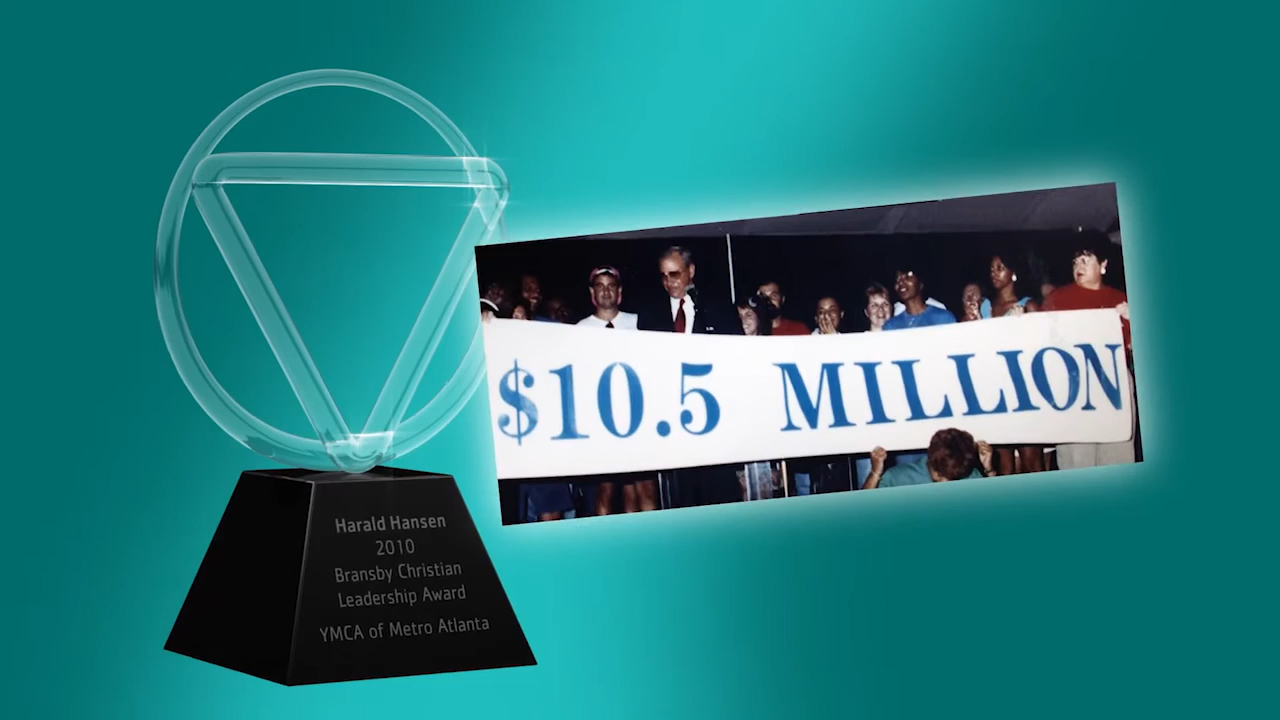 Harald Hansen
2010
Bransby Christian
Leadership Award
YMCA of Metro Atlanta
$10.5 MILLION